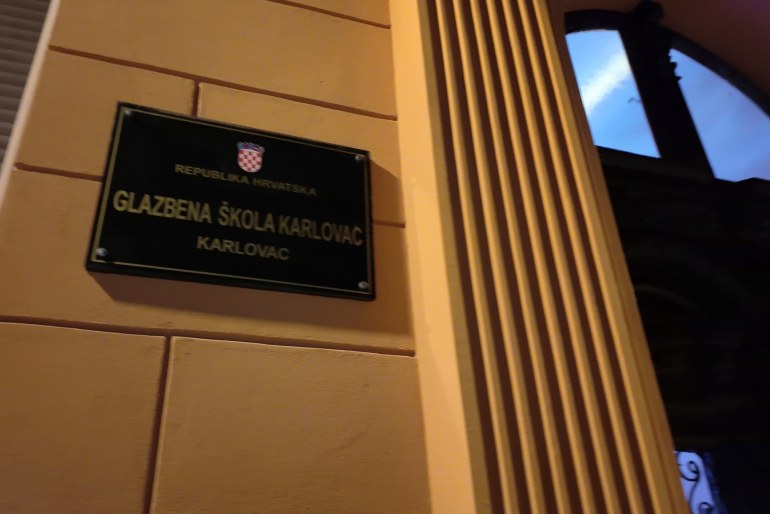 REPUBLIKA HRVATSKA
GLAZBENA ŠKOLA KARLOVAC
KARLOVAC